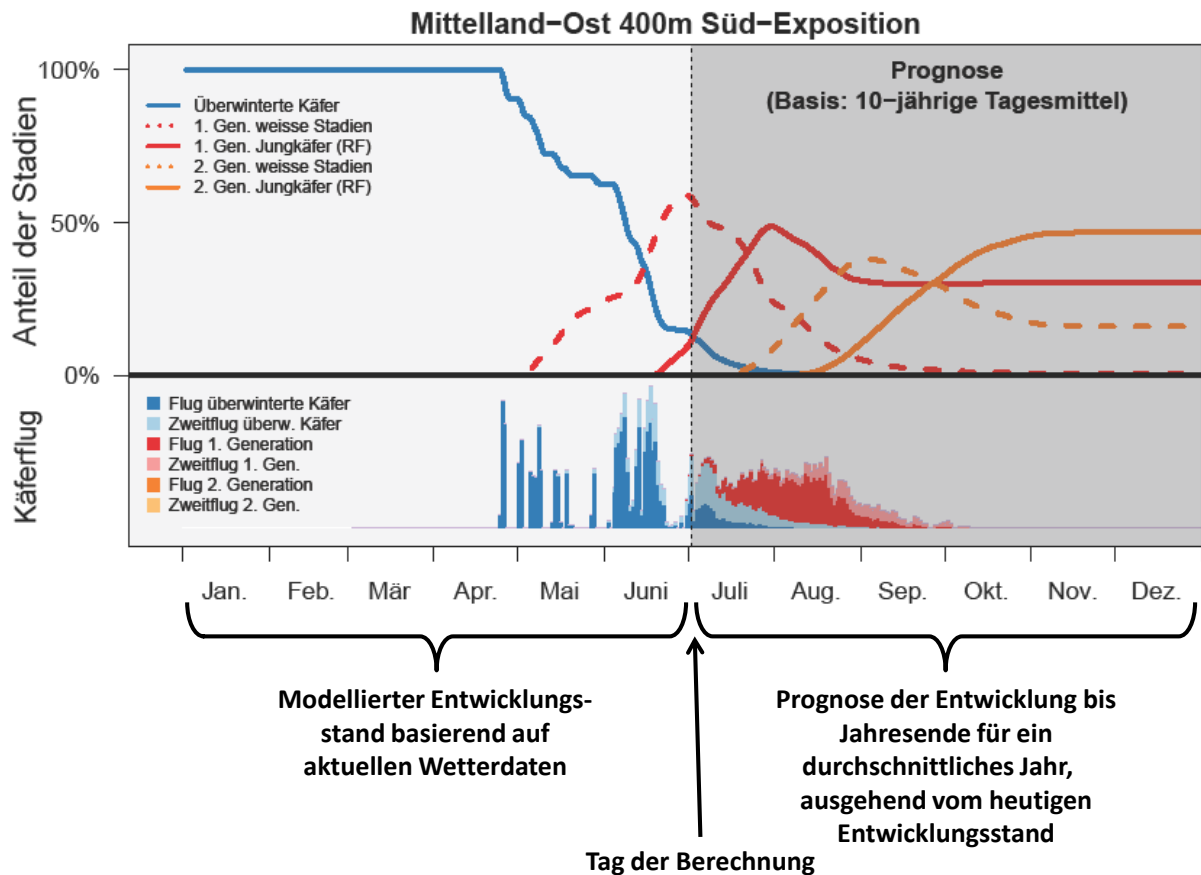 Mittelland−Ost 400m Süd−Exposition
Anteil der Stadien
100%
50%
0%
Überwinterte Käfer
1. Gen. weisse Stadien
1. Gen. Jungkäfer (RF)
2. Gen. weisse Stadien
2. Gen. Jungkäfer (RF)
Prognose
(Basis: 10−jährige Tagesmittel)
Käferflug
Flug überwinterte Käfer
Zweitflug überw. Käfer
Flug 1. Generation
Zweitflug 1. Gen.
Flug 2. Generation
Zweitflug 2. Gen.
Jan. Feb. Mär Apr. Mai Juni Juli Aug. Sep. Okt. Nov. Dez.
Modellierter Entwicklungs-
stand basierend auf
aktuellen Wetterdaten
Prognose der Entwicklung bis
Jahresende für ein
durchschnittliches Jahr,
ausgehend vom heutigen
Entwicklungsstand
Tag der Berechnung